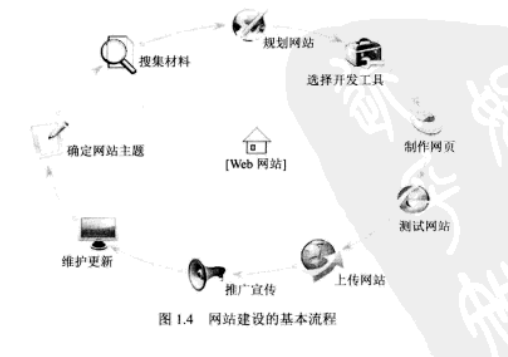 规划网站
搜集材料
选择开发工具
确定网站主题
制作网页
[Web 网站]
测试网站
维护更新
上传网站
推广宣传
图 1.4 网站建设的基本流程